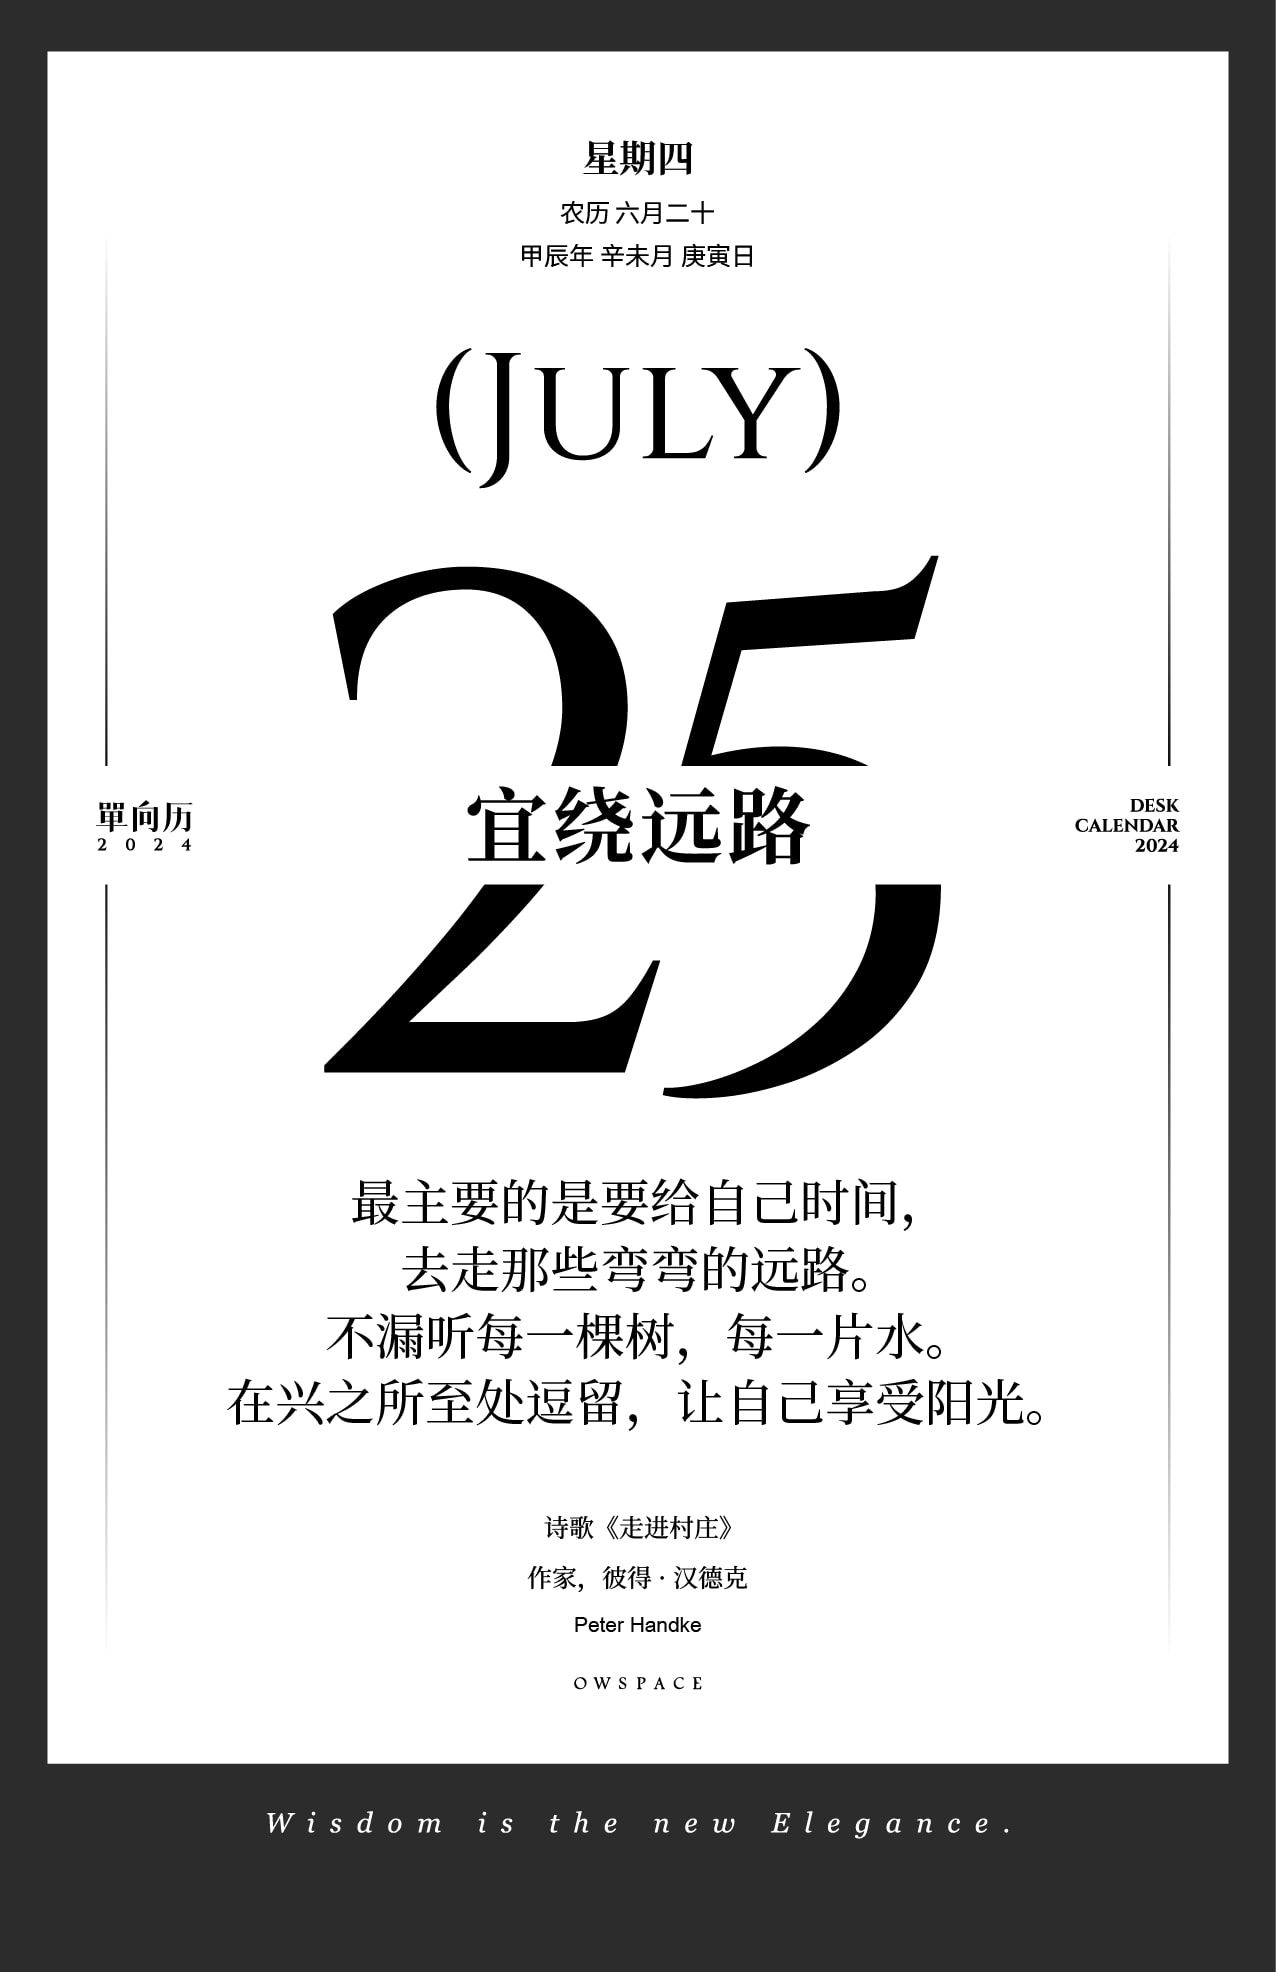 星期四
农历 六月二十
甲辰年 辛未月 庚寅日
(JULY)
25
單向历
2024
宜绕远路
DESK
CALENDAR
2024
最主要的是要给自己时间，
去走那些弯弯的远路。
不漏听每一棵树，每一片水。
在兴之所至处逗留，让自己享受阳光。
诗歌《走进村庄》
作家，彼得·汉德克
Peter Handke
OWSPACE
Wisdom is the new Elegance.